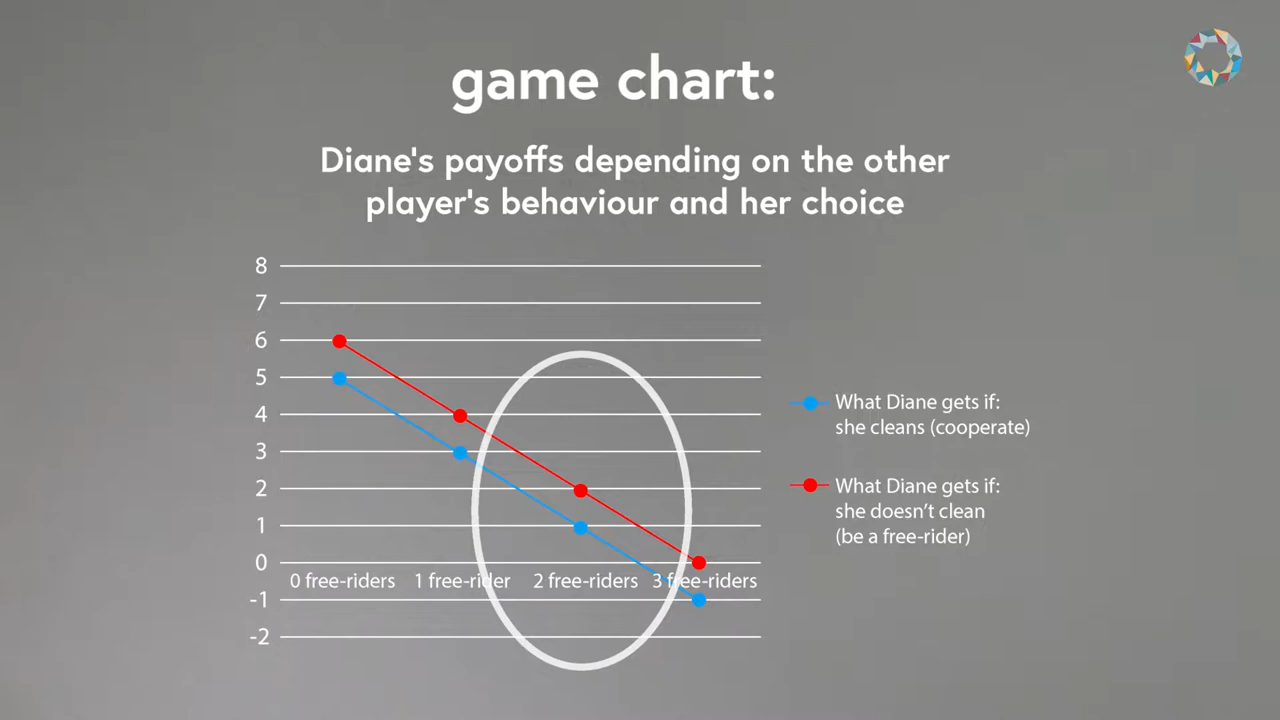 game chart:
Diane's payoffs depending on the other
player's behaviour and her choice
8
7
6
5
4
3
2
1
0
0 free-riders 1 free-rider 2 free-riders 3 free-riders
-1
-2
What Diane gets if:
she cleans (cooperate)
What Diane gets if:
she doesn’t clean
(be a free-rider)